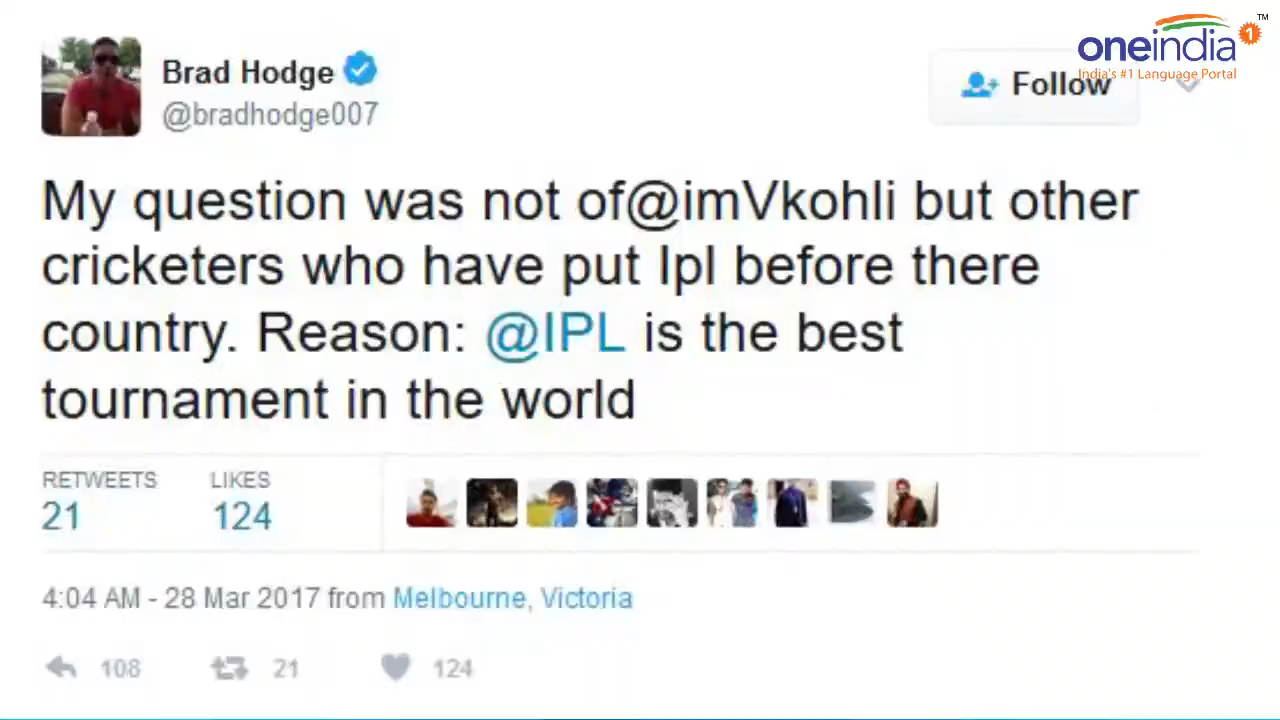 oneindia 1 TM
India's #1 Language Portal
Brad Hodge
@bradhodge007
Follow
My question was not of@imVkohli but other
cricketers who have put Ipl before there
country. Reason: @IPL is the best
tournament in the world
RETWEETS LIKES
21 124
4:04 AM - 28 Mar 2017 from Melbourne, Victoria
108 21 124